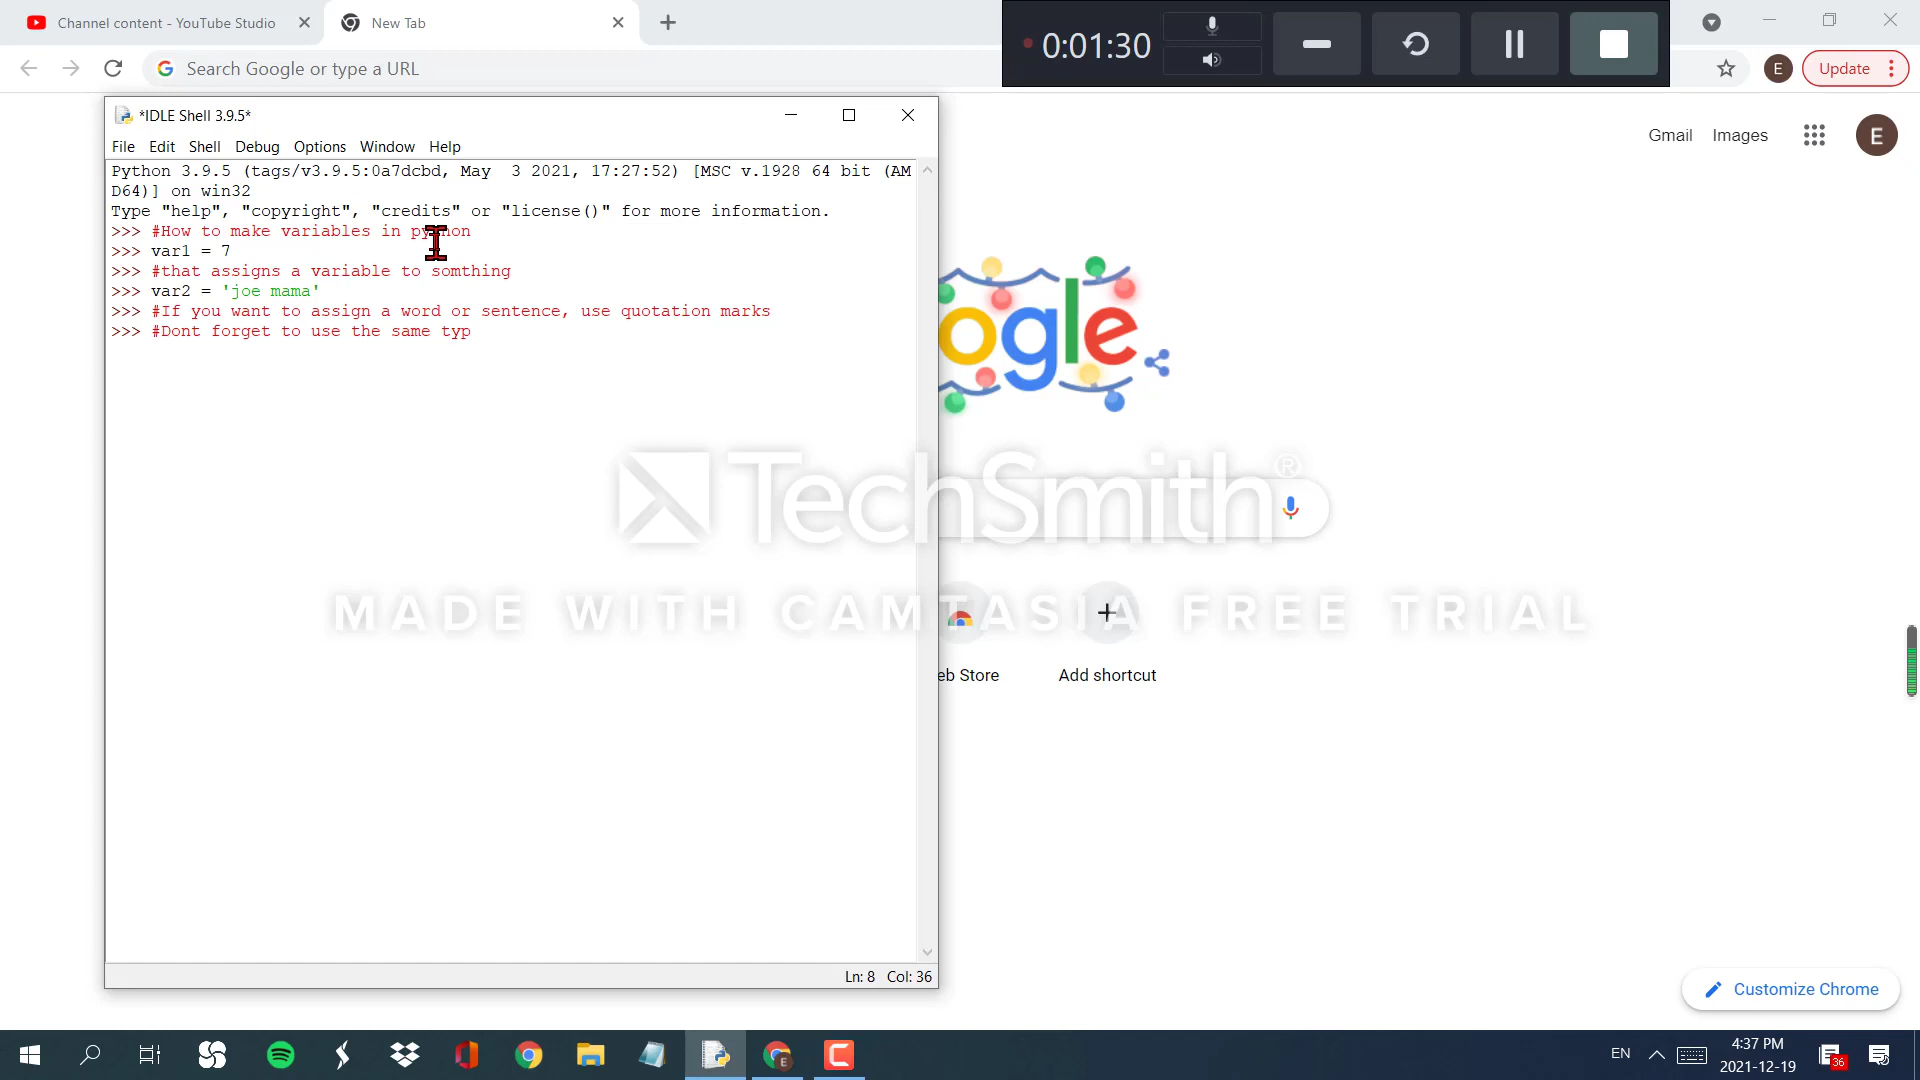 Channel content - YouTube Studio
New Tab
0:01:30
Search Google or type a URL
E
Update
*IDLE Shell 3.9.5*
Gmail
Images
E
File Edit Shell Debug Options Window Help
Python 3.9.5 (tags/v3.9.5:0a7dcbd, May  3 2021, 17:27:52) [MSC v.1928 64 bit (AM
D64)] on win32
Type "help", "copyright", "credits" or "license()" for more information.
>>> #How to make variables in python
>>> var1 = 7
>>> #that assigns a variable to somthing
>>> var2 = 'joe mama'
>>> #If you want to assign a word or sentence, use quotation marks
>>> #Dont forget to use the same typ
ogle
TechSmith®
MADE WITH CAMTASIA FREE TRIAL
eb Store
Add shortcut
Ln: 8 Col: 36
Customize Chrome
EN
4:37 PM
2021-12-19
36